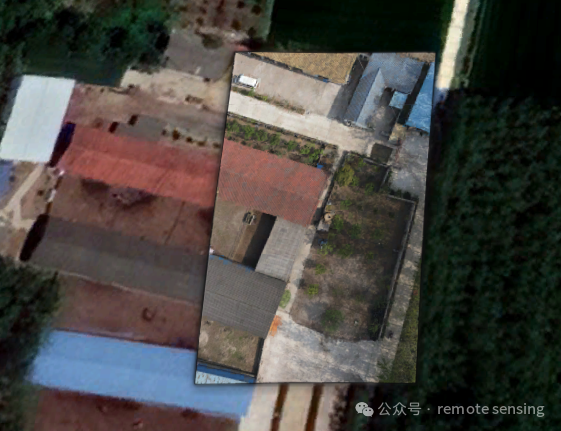 公众号 · remote sensing